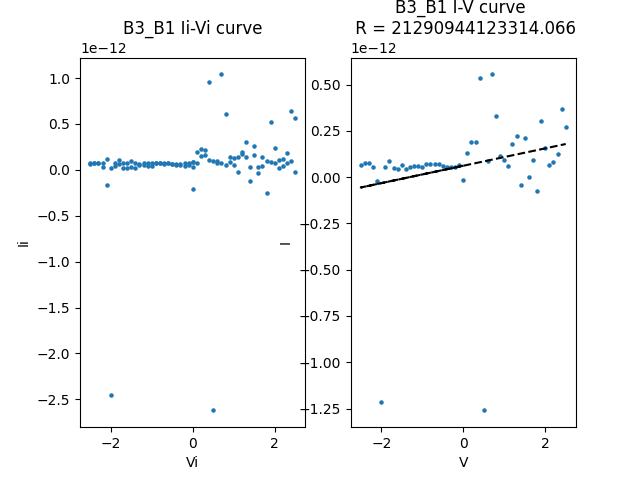 B3_B1 Ii-Vi curve
1e−12
1.0
0.5
0.0
−0.5
−1.0
−1.5
−2.0
−2.5
Ii
−2
0
2
Vi
B3_B1 I-V curve
R = 21290944123314.066
1e−12
0.50
0.25
0.00
−0.25
−0.50
−0.75
−1.00
−1.25
I
−2
0
2
V